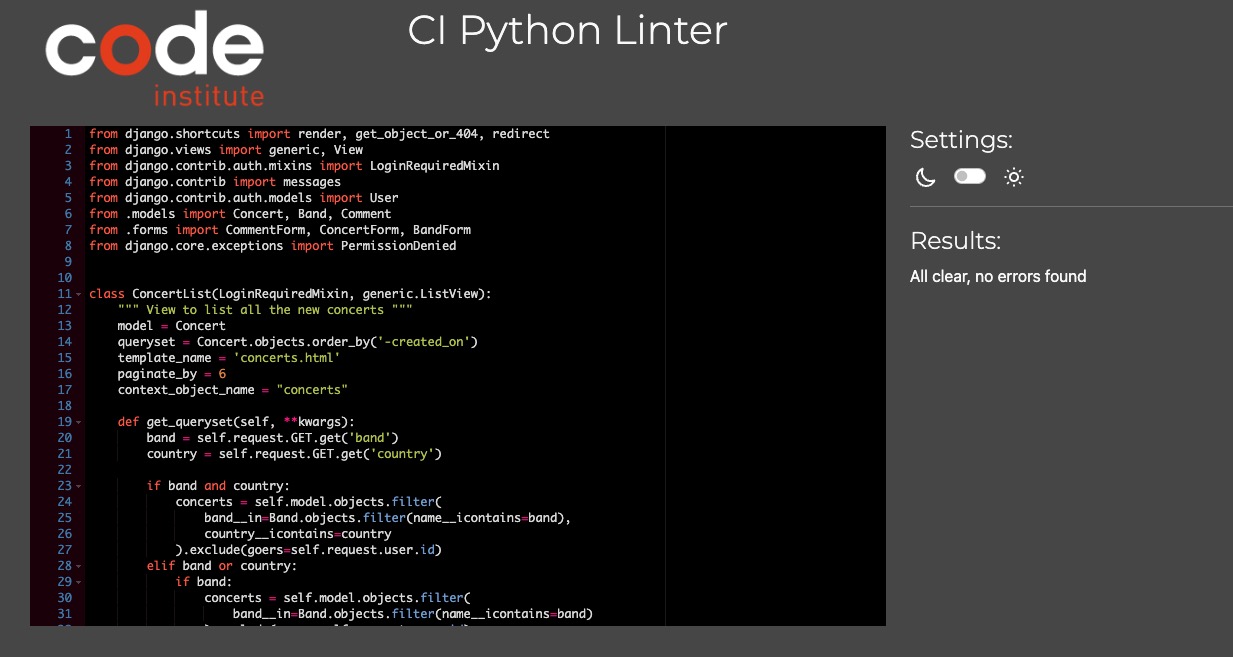 code
institute
CI Python Linter
1 from django.shortcuts import render, get_object_or_404, redirect
2 from django.views import generic, View
3 from django.contrib.auth.mixins import LoginRequiredMixin
4 from django.contrib import messages
5 from django.contrib.auth.models import User
6 from .models import Concert, Band, Comment
7 from .forms import CommentForm, ConcertForm, BandForm
8 from django.core.exceptions import PermissionDenied
9
10
11 class ConcertList(LoginRequiredMixin, generic.ListView):
12     """ View to list all the new concerts """
13     model = Concert
14     queryset = Concert.objects.order_by('-created_on')
15     template_name = 'concerts.html'
16     paginate_by = 6
17     context_object_name = "concerts"
18
19     def get_queryset(self, **kwargs):
20         band = self.request.GET.get('band')
21         country = self.request.GET.get('country')
22
23         if band and country:
24             concerts = self.model.objects.filter(
25                 band__in=Band.objects.filter(name__icontains=band),
26                 country__icontains=country
27             ).exclude(goers=self.request.user.id)
28         elif band or country:
29             if band:
30                 concerts = self.model.objects.filter(
31                     band__in=Band.objects.filter(name__icontains=band)
Settings:
Results:
All clear, no errors found